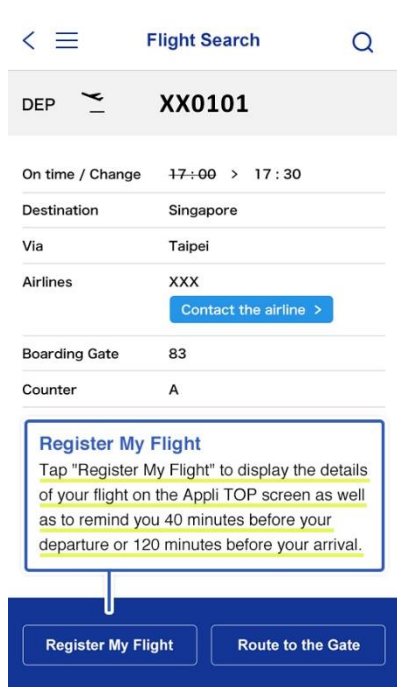 Flight Search
DEP XX0101
On time / Change 17:00 > 17:30
Destination Singapore
Via Taipei
Airlines XXX
Contact the airline >
Boarding Gate 83
Counter A
Register My Flight
Tap "Register My Flight" to display the details
of your flight on the Appli TOP screen as well
as to remind you 40 minutes before your
departure or 120 minutes before your arrival.
Register My Flight Route to the Gate